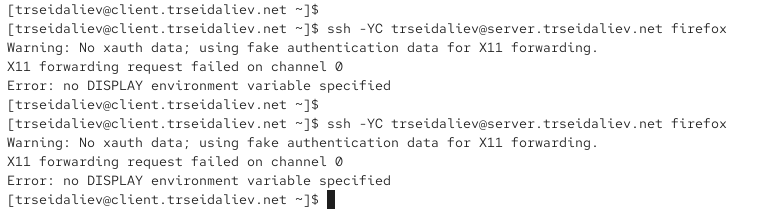 [trseidaliev@client.trseidaliev.net ~]$
[trseidaliev@client.trseidaliev.net ~]$ ssh -YC trseidaliev@server.trseidaliev.net firefox
Warning: No xauth data; using fake authentication data for X11 forwarding.
X11 forwarding request failed on channel 0
Error: no DISPLAY environment variable specified
[trseidaliev@client.trseidaliev.net ~]$
[trseidaliev@client.trseidaliev.net ~]$ ssh -YC trseidaliev@server.trseidaliev.net firefox
Warning: No xauth data; using fake authentication data for X11 forwarding.
X11 forwarding request failed on channel 0
Error: no DISPLAY environment variable specified
[trseidaliev@client.trseidaliev.net ~]$